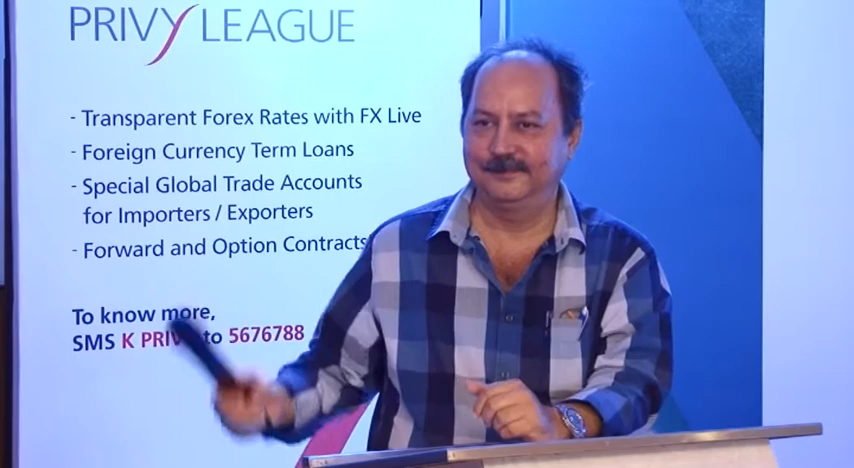 PRIVY LEAGUE
- Transparent Forex Rates with FX Live
- Foreign Currency Term Loans
- Special Global Trade Accounts
for Importers / Exporters
- Forward and Option Contracts
To know more,
SMS K PRIV to 5676788